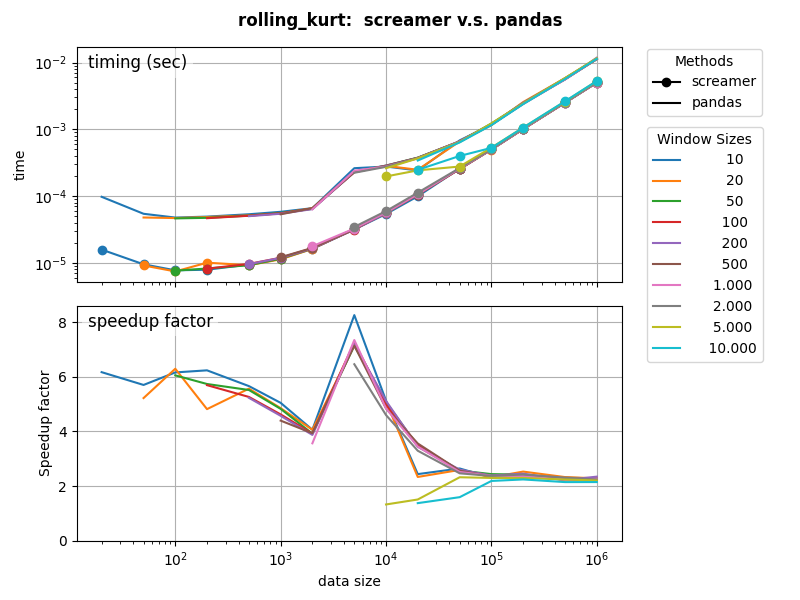 rolling_kurt:  screamer v.s. pandas
timing (sec)
10⁻²
10⁻³
10⁻⁴
10⁻⁵
time
Methods
screamer
pandas
Window Sizes
10
20
50
100
200
500
1.000
2.000
5.000
10.000
speedup factor
8
6
4
2
0
Speedup factor
10² 10³ 10⁴ 10⁵ 10⁶
data size